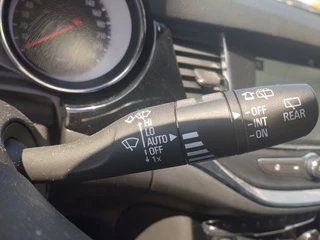 HI
LO
AUTO
OFF
1x
OFF
INT
ON
REAR